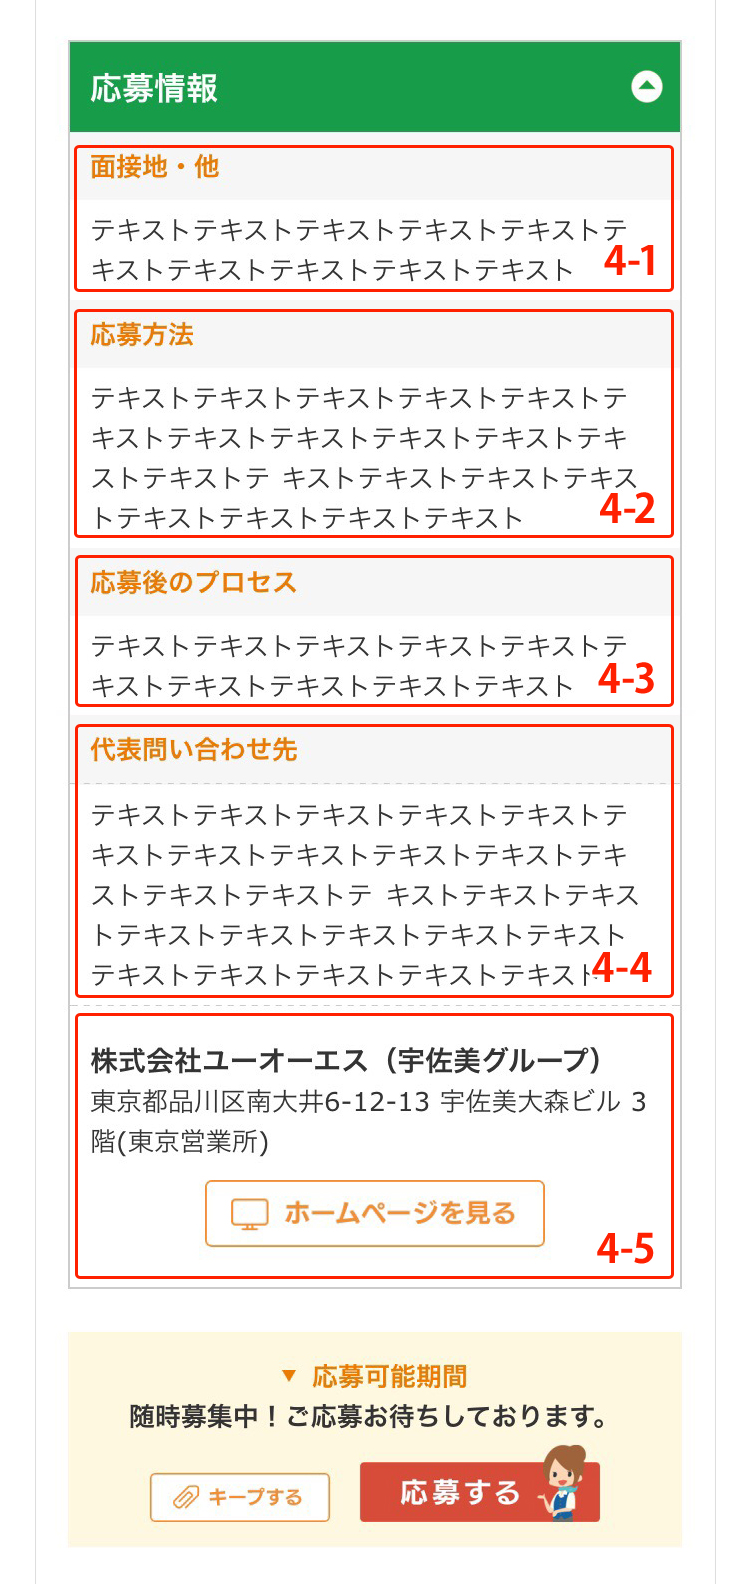 応募情報
面接地・他
テキストテキストテキストテキストテキストテ
キストテキストテキストテキストテキスト
4-1
応募方法
テキストテキストテキストテキストテキストテ
キストテキストテキストテキストテキストテキ
ストテキストテ キストテキストテキストテキス
トテキストテキストテキストテキスト
4-2
応募後のプロセス
テキストテキストテキストテキストテキストテ
キストテキストテキストテキストテキスト
4-3
代表問い合わせ先
テキストテキストテキストテキストテキストテ
キストテキストテキストテキストテキストテキ
ストテキストテキストテ キストテキストテキス
トテキストテキストテキストテキストテキスト
テキストテキストテキストテキストテキスト
4-4
株式会社ユーオーエス（宇佐美グループ）
東京都品川区南大井6-12-13 宇佐美大森ビル 3
階(東京営業所)
ホームページを見る
4-5
▼ 応募可能期間
随時募集中！ご応募お待ちしております。
キープする
応募する